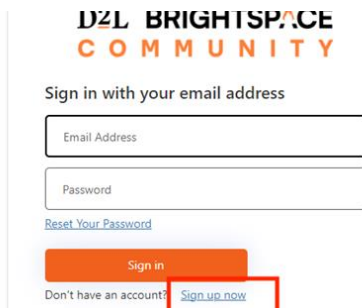 D2L BRIGHTSPACE
COMMUNITY
Sign in with your email address
Email Address
Password
Reset Your Password
Sign in
Don't have an account? Sign up now